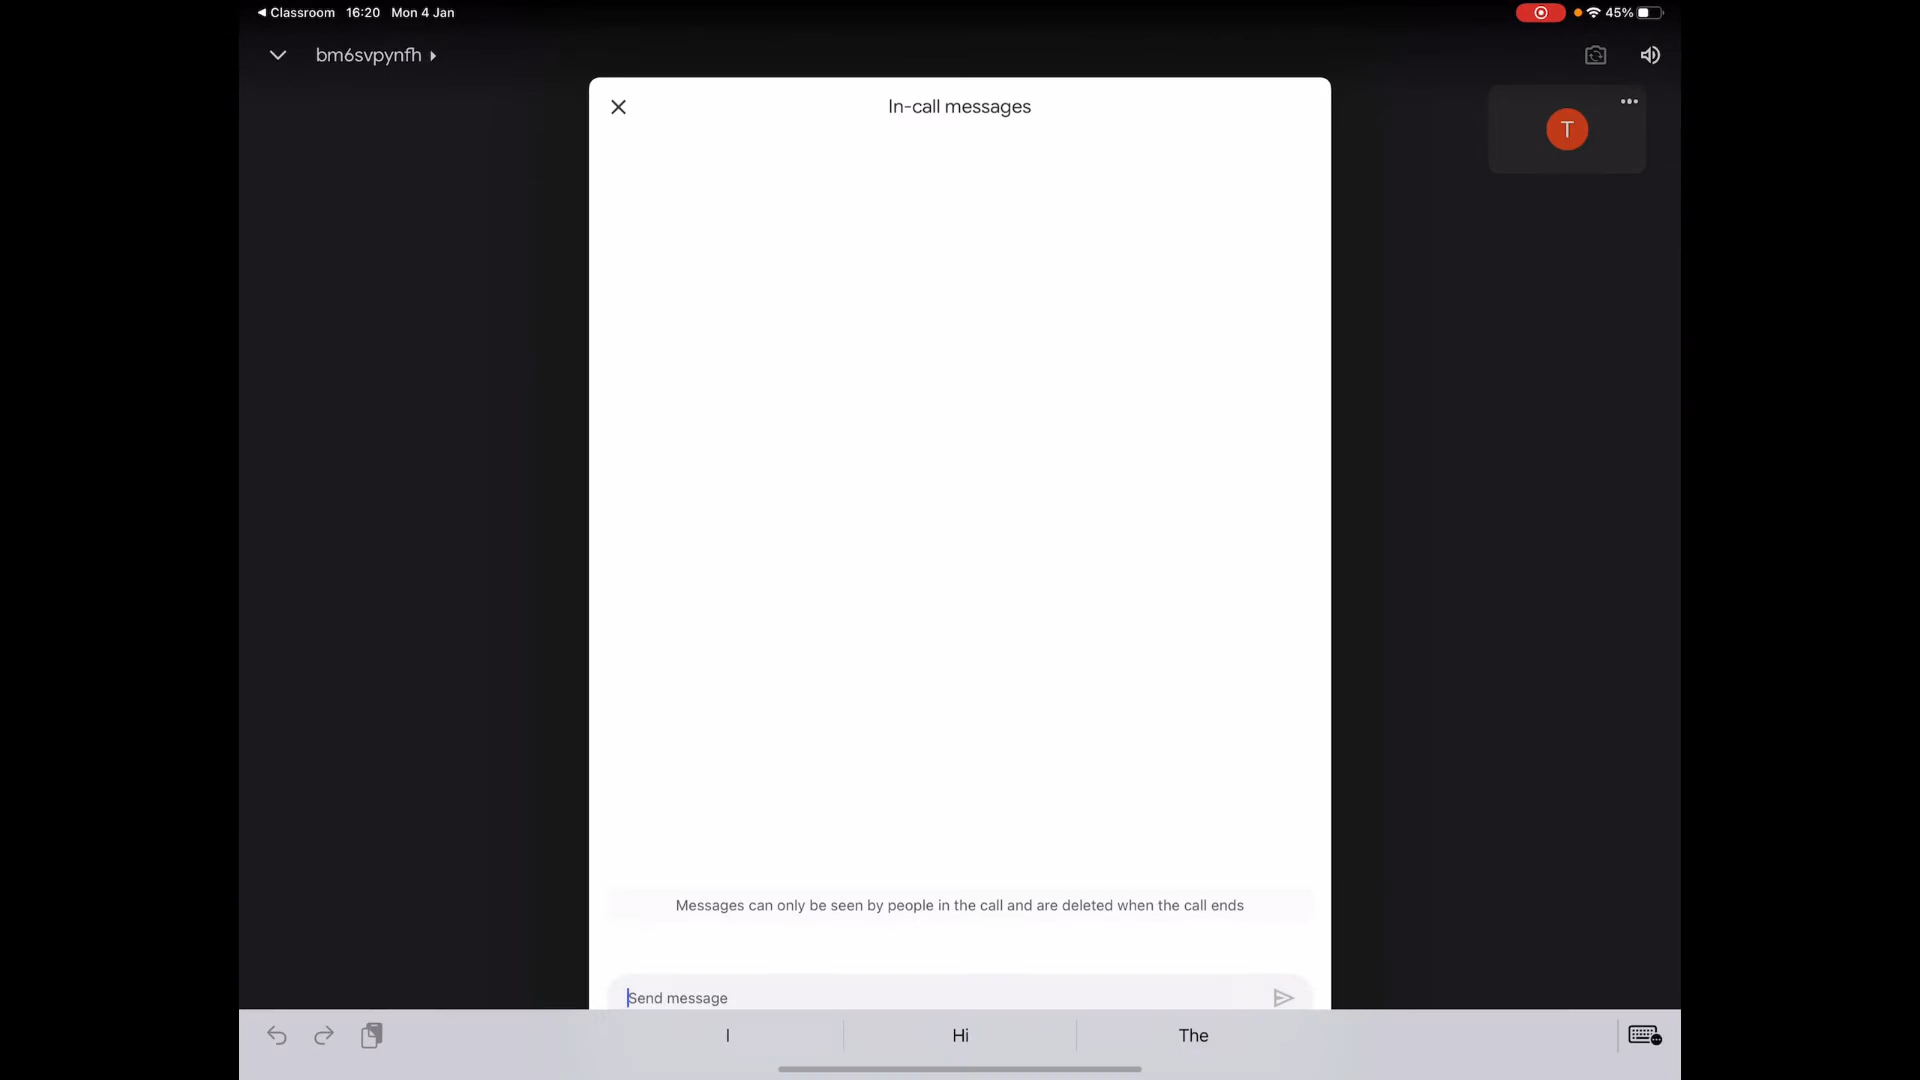 ◀ Classroom 16:20 Mon 4 Jan
45%
bm6svpynfh
In-call messages
T
Messages can only be seen by people in the call and are deleted when the call ends
Send message
I Hi The